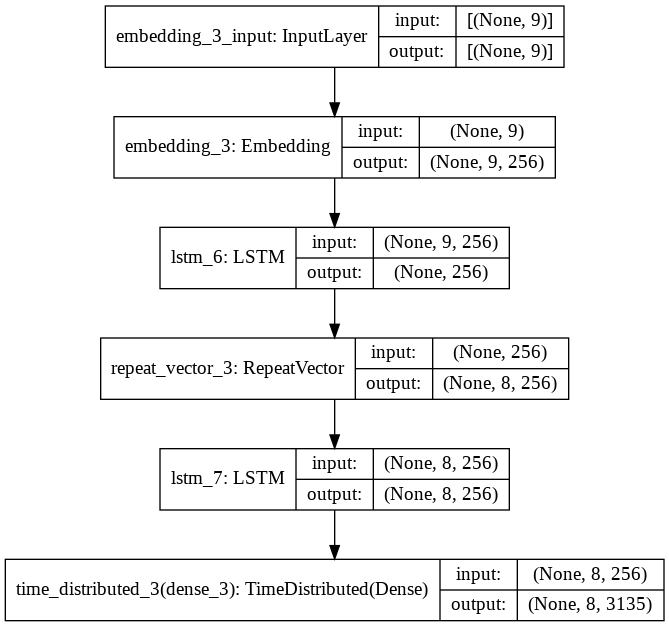 embedding_3_input: InputLayer input: [(None, 9)]
output: [(None, 9)]
embedding_3: Embedding input: (None, 9)
output: (None, 9, 256)
lstm_6: LSTM input: (None, 9, 256)
output: (None, 256)
repeat_vector_3: RepeatVector input: (None, 256)
output: (None, 8, 256)
lstm_7: LSTM input: (None, 8, 256)
output: (None, 8, 256)
time_distributed_3(dense_3): TimeDistributed(Dense) input: (None, 8, 256)
output: (None, 8, 3135)